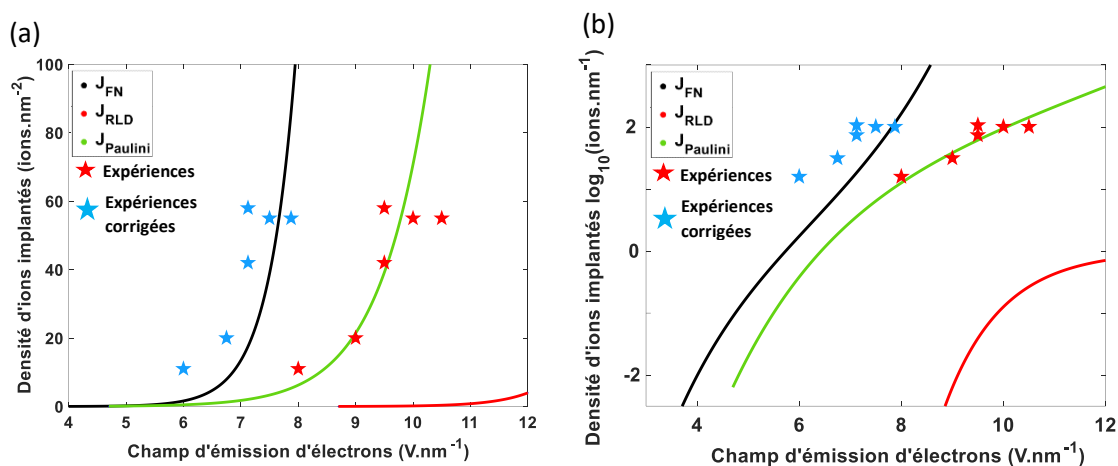 (a)
Densité d'ions implantés (ions.nm-2)
100
80
60
40
20
0
J_FN
J_RLD
J_Paulini
Expériences
Expériences
corrigées
4 5 6 7 8 9 10 11 12
Champ d'émission d'électrons (V.nm-1)
(b)
Densité d'ions implantés log10(ions.nm-1)
2
0
-2
J_FN
J_RLD
J_Paulini
Expériences
Expériences
corrigées
4 6 8 10 12
Champ d'émission d'électrons (V.nm-1)